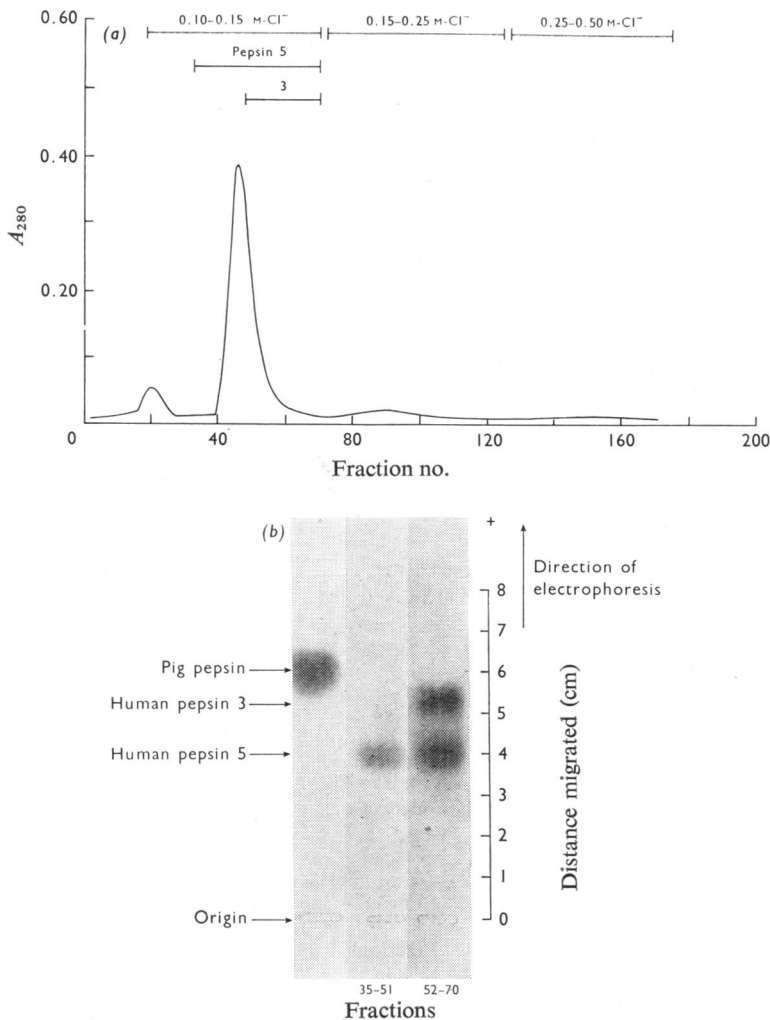 (a)
0.10–0.15 M-Cl⁻ 0.15–0.25 M-Cl⁻ 0.25–0.50 M-Cl⁻
Pepsin 5
3
0.60
0.40
0.20
A₂₈₀
0 40 80 120 160 200
Fraction no.
(b)
+
Direction of
electrophoresis
8
7
6
5
4
3
2
1
0
Distance migrated (cm)
Pig pepsin
Human pepsin 3
Human pepsin 5
Origin
35–51 52–70
Fractions